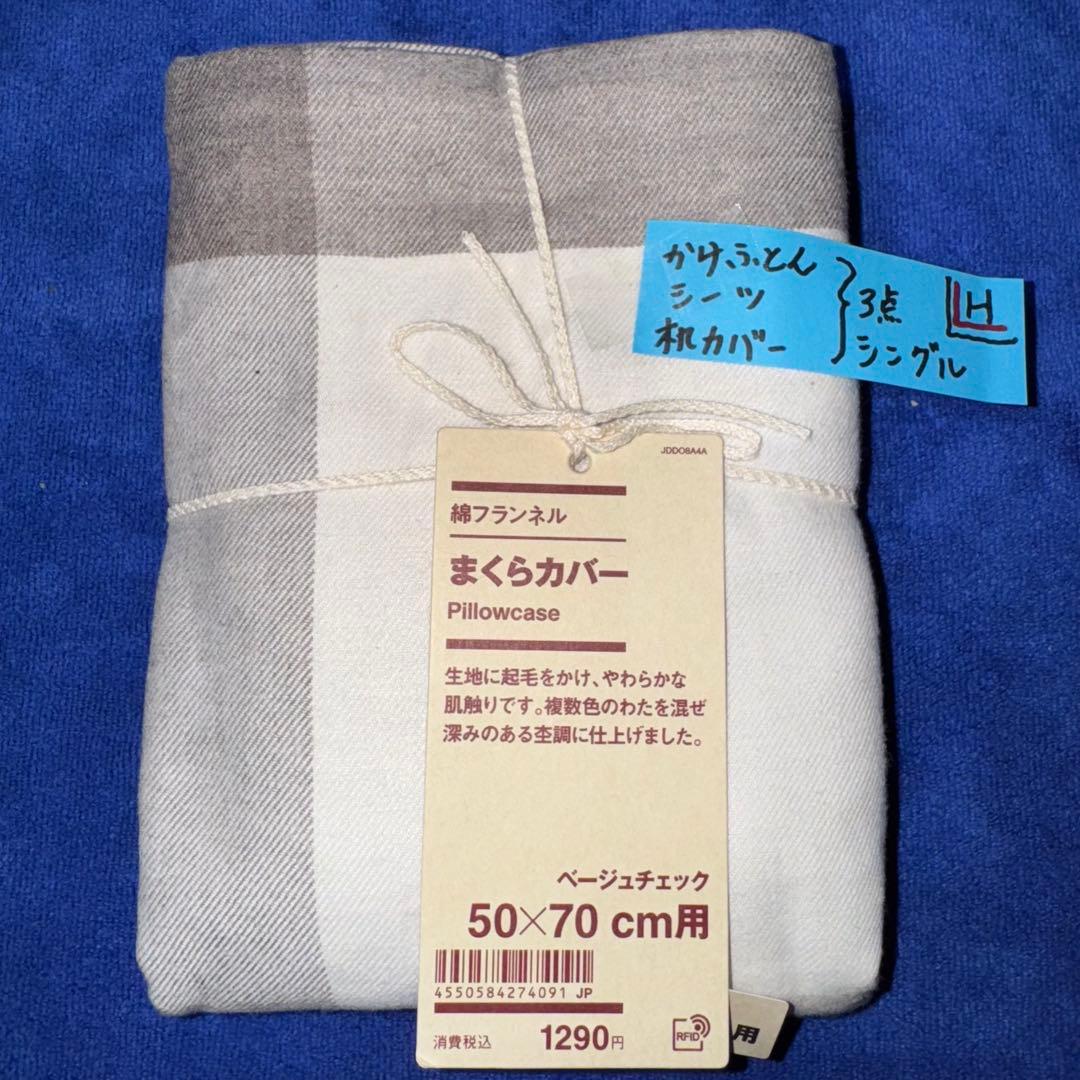 かけふとん
シーツ
枕カバー
3点
シングル
H
JDD08A4A
綿フランネル
まくらカバー
Pillowcase
生地に起毛をかけ、やわらかな
肌触りです。複数色のわたを混ぜ
深みのある杢調に仕上げました。
ベージュチェック
50×70 cm用
4550584274091 JP
消費税込 1290円
RFID
用